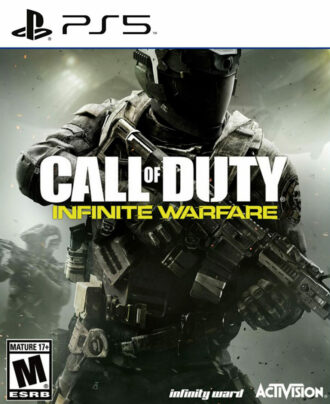 PS5
CALL OF DUTY
INFINITE WARFARE
MATURE 17+
M
ESRB
infinity ward
ACTIVISION